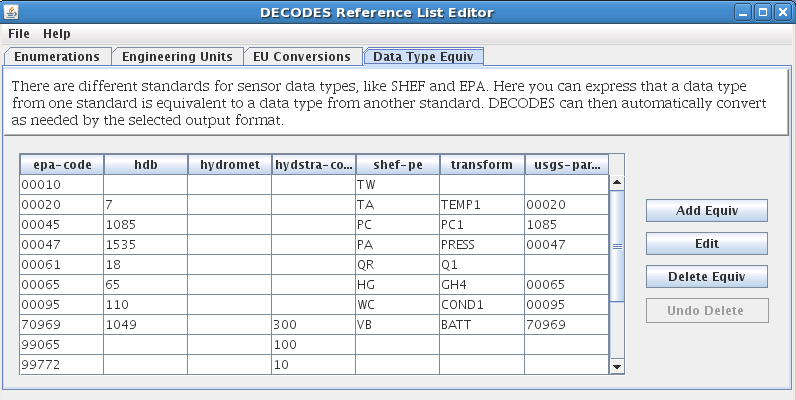 DECODES Reference List Editor
File Help
Enumerations Engineering Units EU Conversions Data Type Equiv
There are different standards for sensor data types, like SHEF and EPA. Here you can express that a data type
from one standard is equivalent to a data type from another standard. DECODES can then automatically convert
as needed by the selected output format.
epa-code hdb hydromet hydstra-co... shef-pe transform usgs-par...
00010 TW
00020 7 TA TEMP1 00020
00045 1085 PC PC1 1085
00047 1535 PA PRESS 00047
00061 18 QR Q1
00065 65 HG GH4 00065
00095 110 WC COND1 00095
70969 1049 300 VB BATT 70969
99065 100
99772 10
Add Equiv
Edit
Delete Equiv
Undo Delete